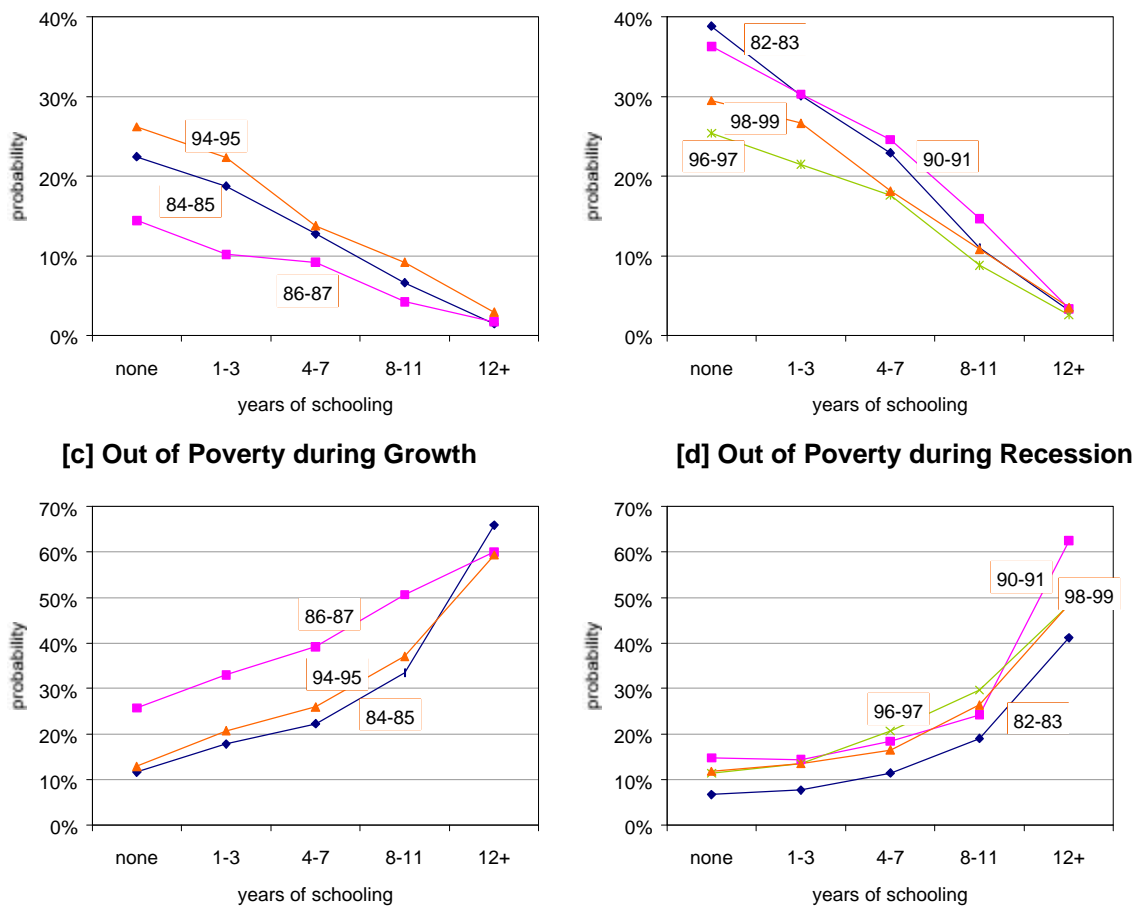 40%
30%
20%
10%
0%
probability
94-95
84-85
86-87
none 1-3 4-7 8-11 12+
years of schooling
40%
30%
20%
10%
0%
probability
82-83
98-99
96-97
90-91
none 1-3 4-7 8-11 12+
years of schooling
[c] Out of Poverty during Growth
70%
60%
50%
40%
30%
20%
10%
0%
probability
86-87
94-95
84-85
none 1-3 4-7 8-11 12+
years of schooling
[d] Out of Poverty during Recession
70%
60%
50%
40%
30%
20%
10%
0%
probability
90-91
98-99
96-97
82-83
none 1-3 4-7 8-11 12+
years of schooling